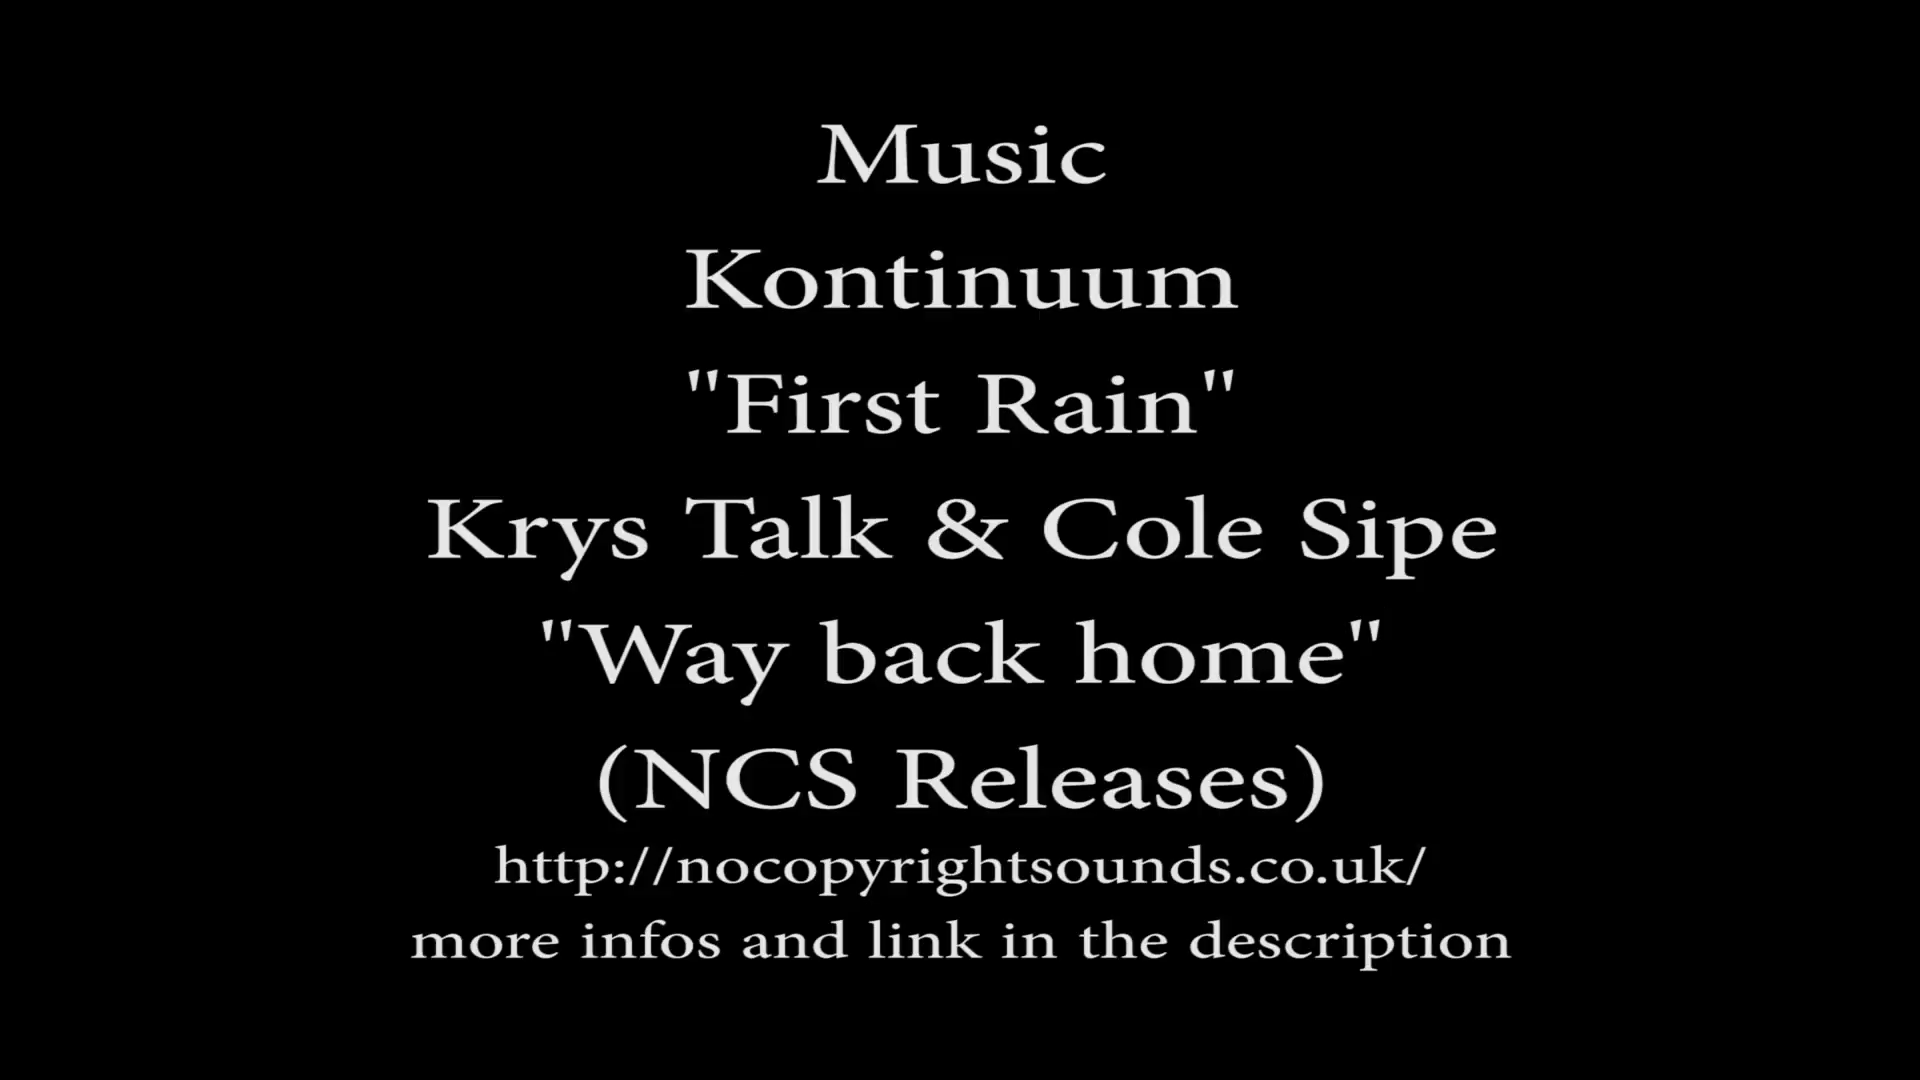 Music
Kontinuum
"First Rain"
Krys Talk & Cole Sipe
"Way back home"
(NCS Releases)
http://nocopyrightsounds.co.uk/
more infos and link in the description